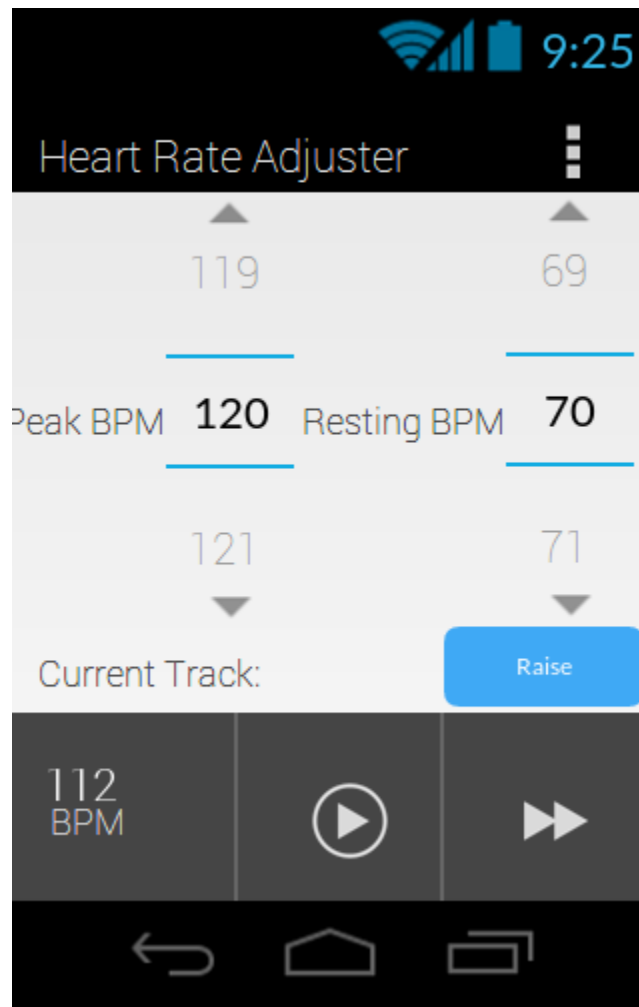 9:25
Heart Rate Adjuster
119 69
Peak BPM 120 Resting BPM 70
121 71
Current Track: Raise
112
BPM